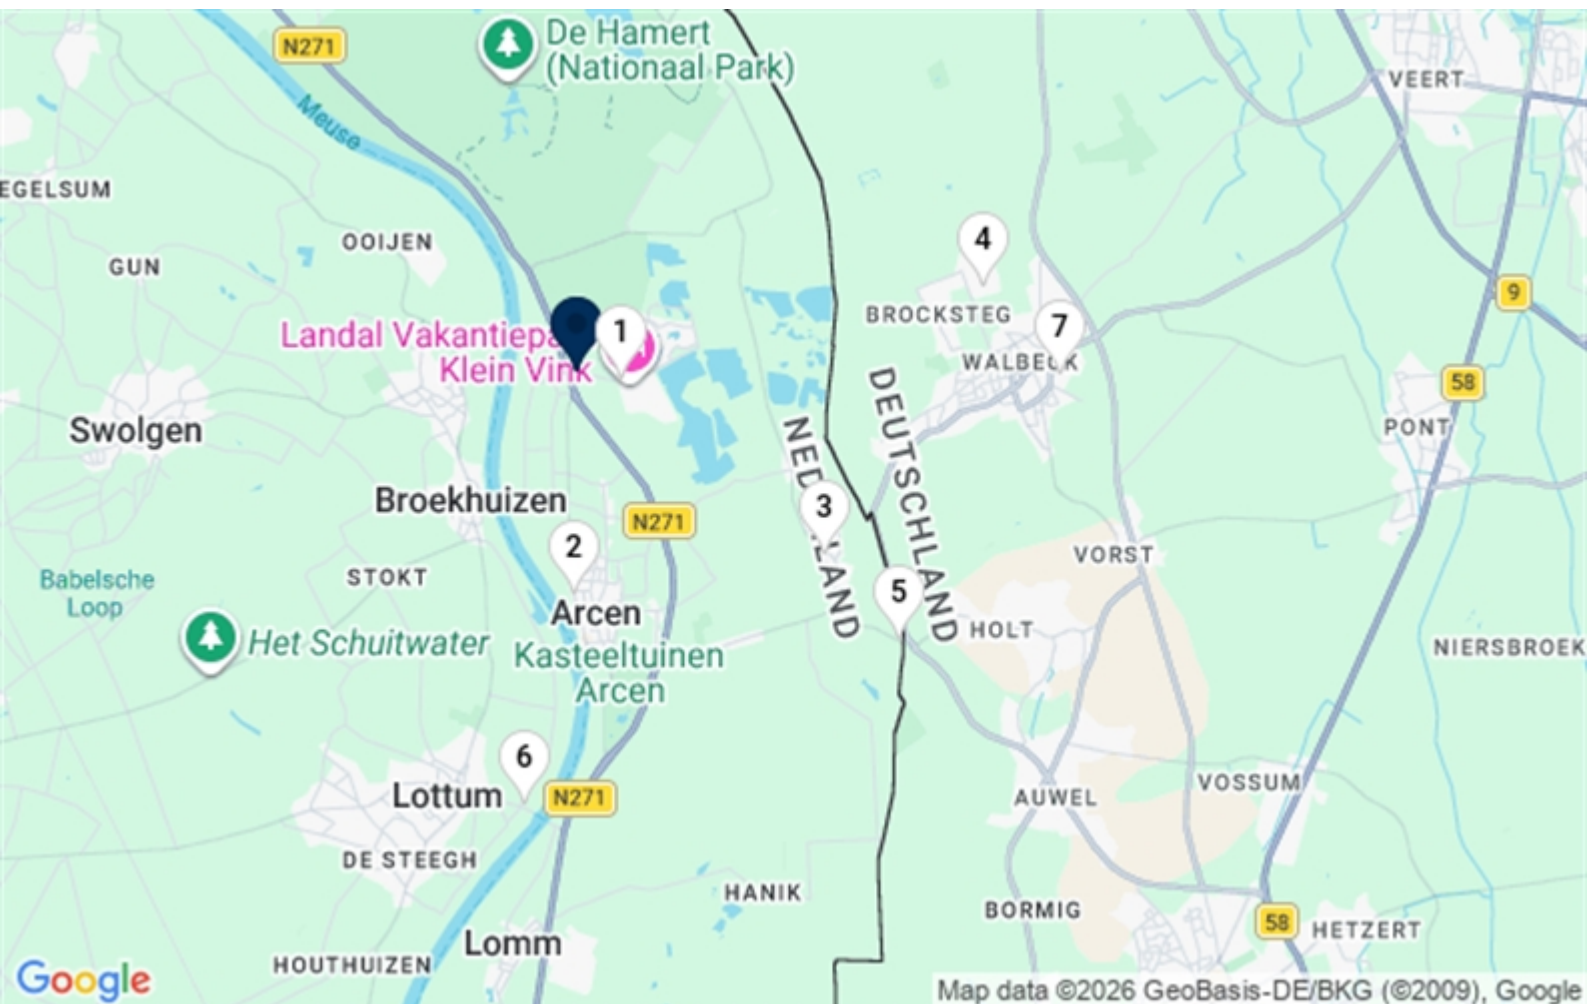 N271
De Hamert
(Nationaal Park)
VEERT
Meuse
EGELSUM
OOIJEN
GUN
4
9
BROCKSTEG
7
Landal Vakantiepa
1
Klein Vink
WALBECK
58
DEUTSCHLAND
Swolgen
PONT
NEDERLAND
Broekhuizen
3
N271
2
VORST
Babelsche
Loop
STOKT
5
Arcen
HOLT
Het Schuitwater
Kasteeltuinen
Arcen
NIERSBROEK
6
Lottum
N271
VOSSUM
AUWEL
DE STEEGH
HANIK
BORMIG
58
HETZERT
Lomm
HOUTHUIZEN
Google
Map data ©2026 GeoBasis-DE/BKG (©2009), Google